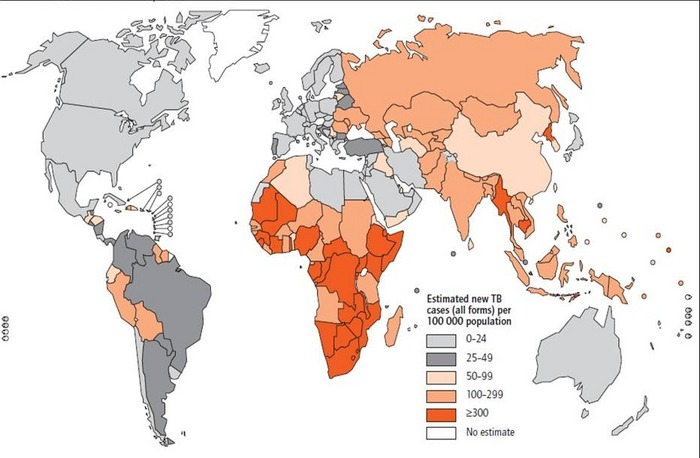 Estimated new TB
cases (all forms) per
100 000 population
0–24
25–49
50–99
100–299
≥300
No estimate